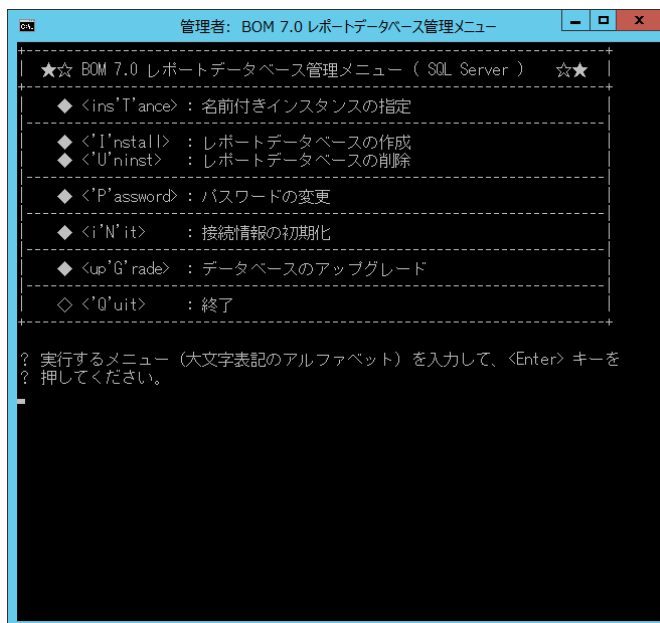 管理者: BOM 7.0 レポートデータベース管理メニュー
★☆ BOM 7.0 レポートデータベース管理メニュー ( SQL Server ) ☆★
◆ <ins'T'ance> : 名前付きインスタンスの指定
◆ <'I'nstall> : レポートデータベースの作成
◆ <'U'ninst> : レポートデータベースの削除
◆ <'P'assword> : パスワードの変更
◆ <i'N'it> : 接続情報の初期化
◆ <up'G'rade> : データベースのアップグレード
◇ <'Q'uit> : 終了
? 実行するメニュー (大文字表記のアルファベット) を入力して、<Enter> キーを
? 押してください。